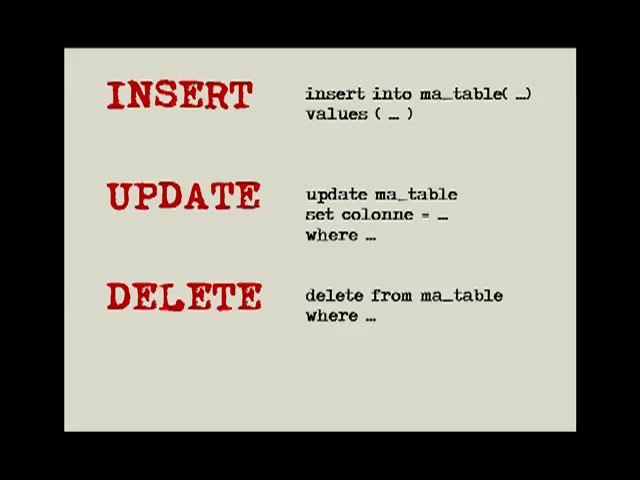 INSERT
insert into ma_table( …)
values ( … )
UPDATE
update ma_table
set colonne = …
where …
DELETE
delete from ma_table
where …